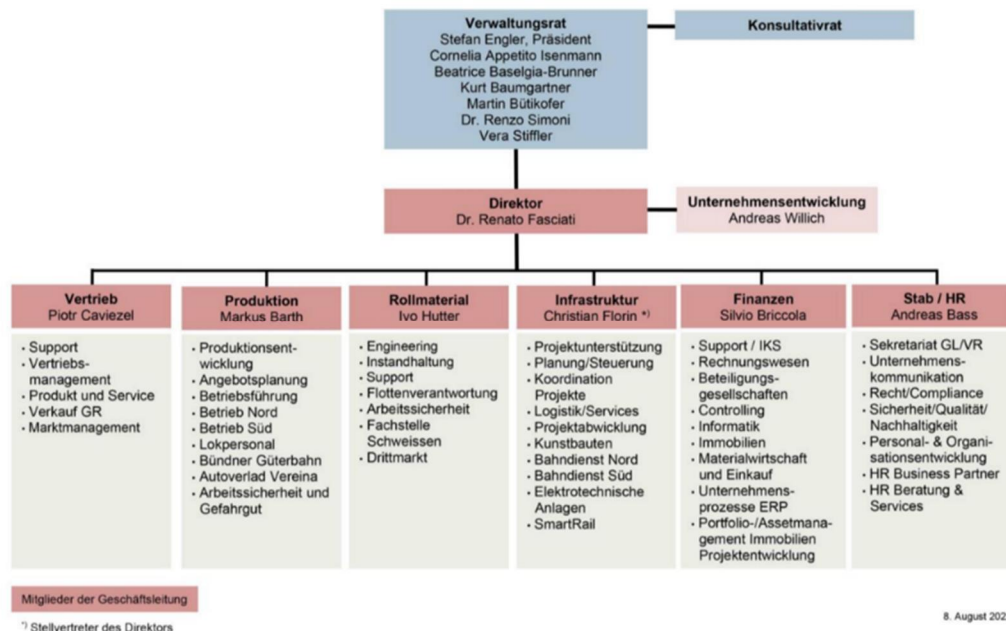 Verwaltungsrat
Stefan Engler, Präsident
Cornelia Appetito Isenmann
Beatrice Baselgia-Brunner
Kurt Baumgartner
Martin Bütikofer
Dr. Renzo Simoni
Vera Stiffler
Konsultativrat
Direktor
Dr. Renato Fasciati
Unternehmensentwicklung
Andreas Willich
Vertrieb
Piotr Caviezel
· Support
· Vertriebs-
management
· Produkt und Service
· Verkauf GR
· Marktmanagement
Produktion
Markus Barth
· Produktionsent-
wicklung
· Angebotsplanung
· Betriebsführung
· Betrieb Nord
· Betrieb Süd
· Lokpersonal
· Bündner Güterbahn
· Autoverlad Vereina
· Arbeitssicherheit und
Gefahrgut
Rollmaterial
Ivo Hutter
· Engineering
· Instandhaltung
· Support
· Flottenverantwortung
· Arbeitssicherheit
· Fachstelle
Schweissen
· Drittmarkt
Infrastruktur
Christian Florin *)
· Projektunterstützung
· Planung/Steuerung
· Koordination
Projekte
· Logistik/Services
· Projektabwicklung
· Kunstbauten
· Bahndienst Nord
· Bahndienst Süd
· Elektrotechnische
Anlagen
· SmartRail
Finanzen
Silvio Briccola
· Support / IKS
· Rechnungswesen
· Beteiligungs-
gesellschaften
· Controlling
· Informatik
· Immobilien
· Materialwirtschaft
und Einkauf
· Unternehmens-
prozesse ERP
· Portfolio-/Assetmana-
gement Immobilien
Projektentwicklung
Stab / HR
Andreas Bass
· Sekretariat GL/VR
· Unternehmens-
kommunikation
· Recht/Compliance
· Sicherheit/Qualität/
Nachhaltigkeit
· Personal- & Organi-
sationsentwicklung
· HR Business Partner
· HR Beratung &
Services
Mitglieder der Geschäftsleitung
*) Stellvertreter des Direktors
8. August 202